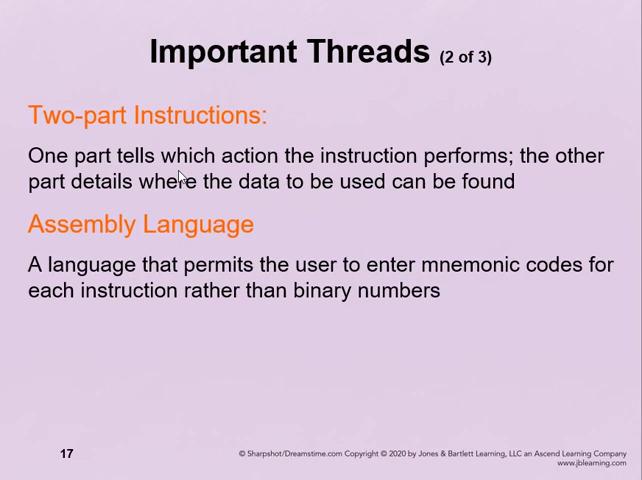 Important Threads (2 of 3)
Two-part Instructions:
One part tells which action the instruction performs; the other
part details where the data to be used can be found
Assembly Language
A language that permits the user to enter mnemonic codes for
each instruction rather than binary numbers
17
© Sharpshot/Dreamstime.com Copyright © 2020 by Jones & Bartlett Learning, LLC an Ascend Learning Company
www.jblearning.com